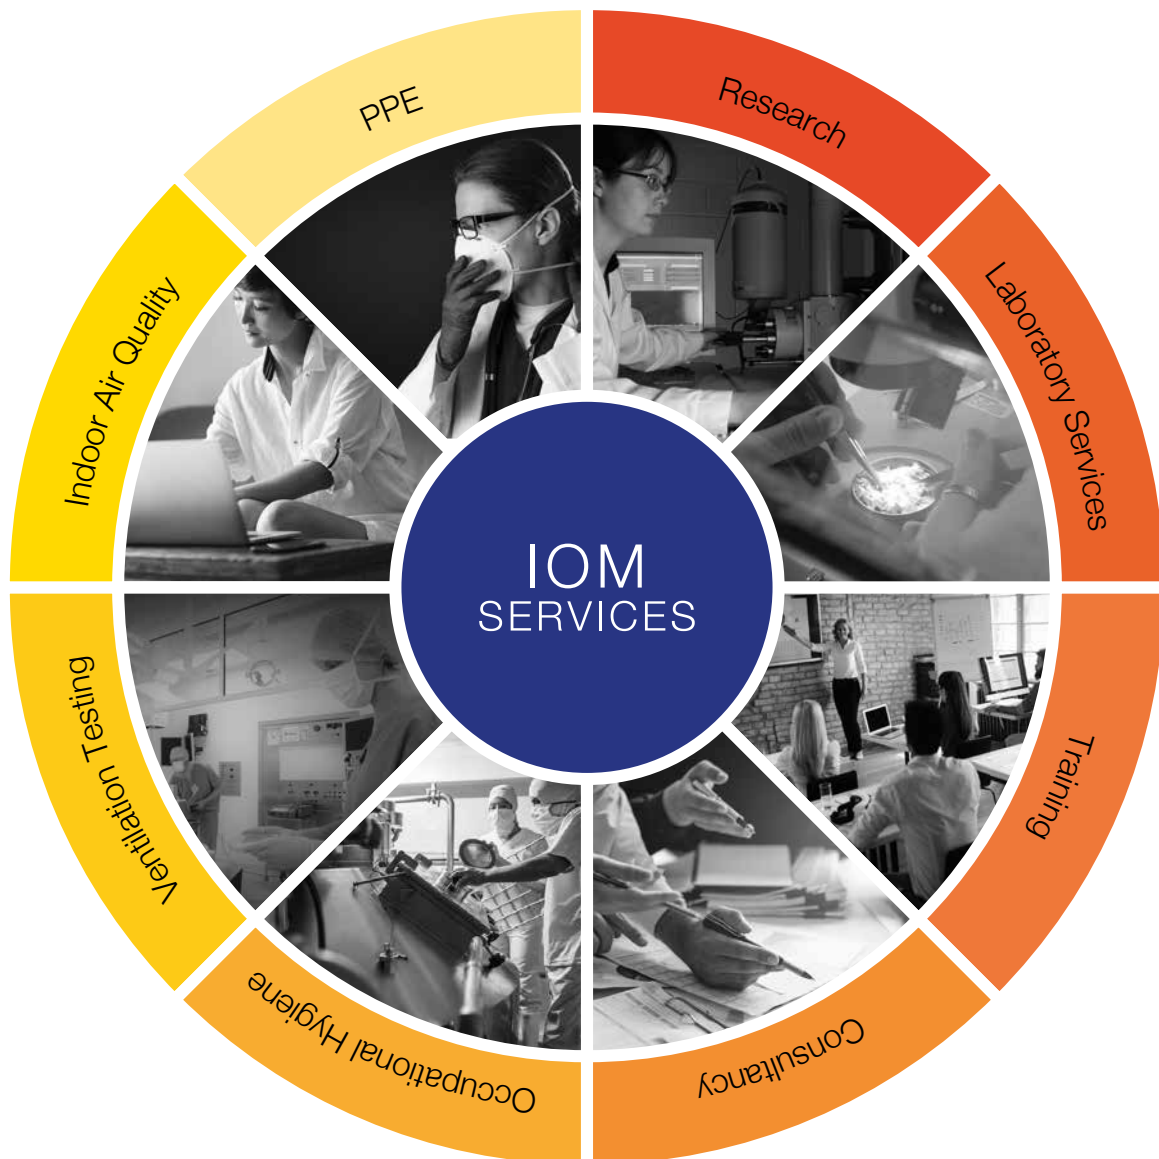 IOM
SERVICES
Research
Laboratory Services
Training
Consultancy
Occupational Hygiene
Ventilation Testing
Indoor Air Quality
PPE